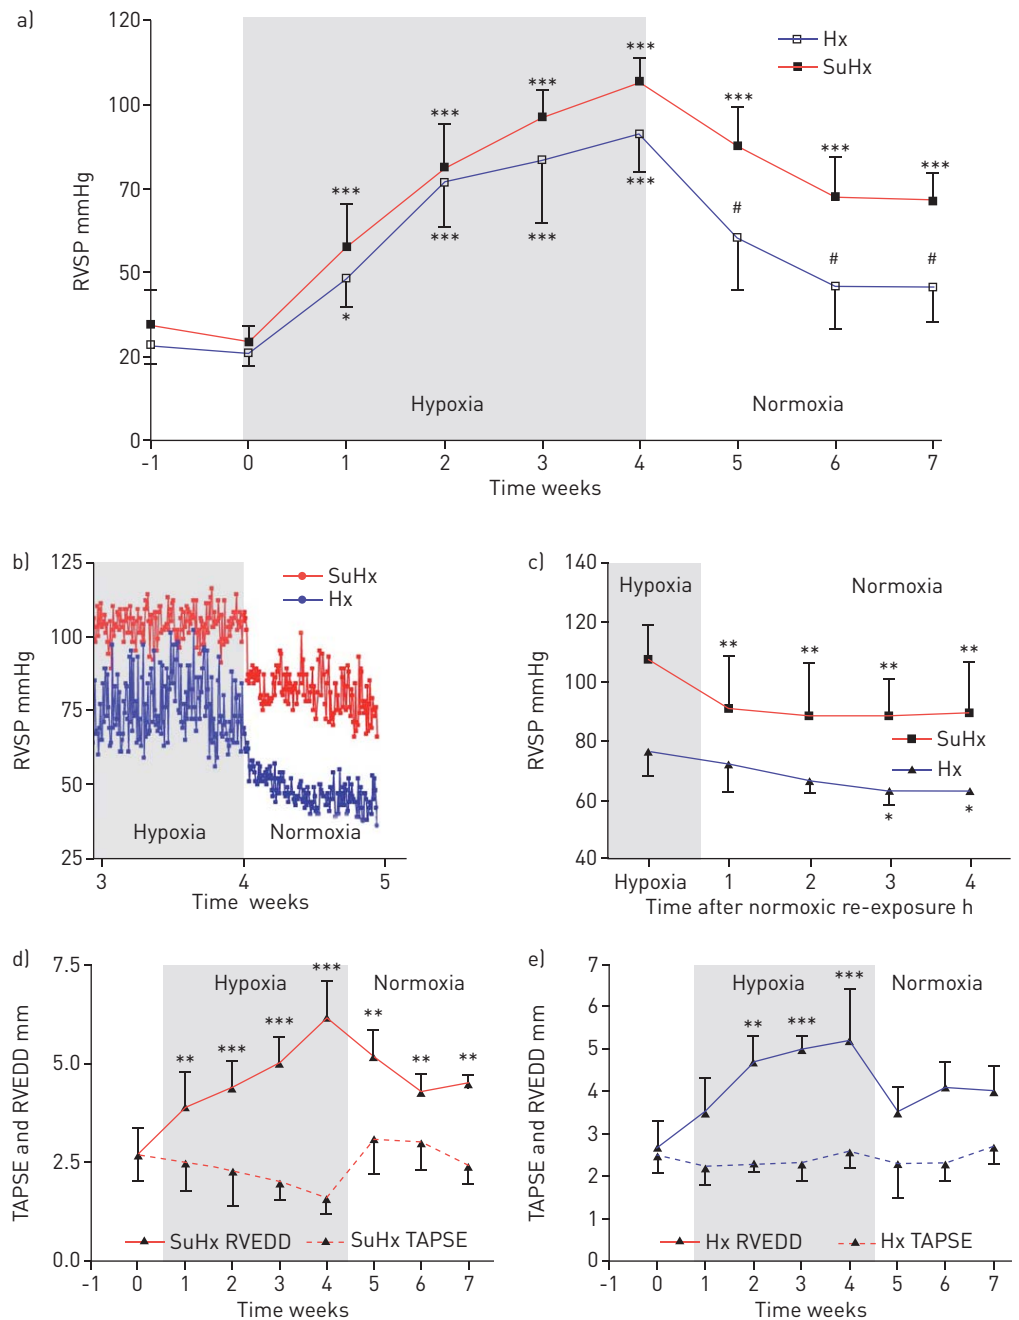 a)
120
100
70
50
20
0
RVSP mmHg
Hx
SuHx
***
***
***
***
***
***
***
***
***
***
*
#
#
#
Hypoxia
Normoxia
-1 0 1 2 3 4 5 6 7
Time weeks
b)
125
100
75
50
25
RVSP mmHg
SuHx
Hx
Hypoxia
Normoxia
3 4 5
Time weeks
c)
140
120
100
80
60
40
RVSP mmHg
Hypoxia
Normoxia
**
**
**
**
SuHx
Hx
*
*
Hypoxia 1 2 3 4
Time after normoxic re-exposure h
d)
7.5
5.0
2.5
0.0
TAPSE and RVEDD mm
Hypoxia
Normoxia
**
***
***
***
**
**
**
SuHx RVEDD
SuHx TAPSE
-1 0 1 2 3 4 5 6 7
Time weeks
e)
7
6
5
4
3
2
1
0
TAPSE and RVEDD mm
Hypoxia
Normoxia
**
***
***
Hx RVEDD
Hx TAPSE
-1 0 1 2 3 4 5 6 7
Time weeks